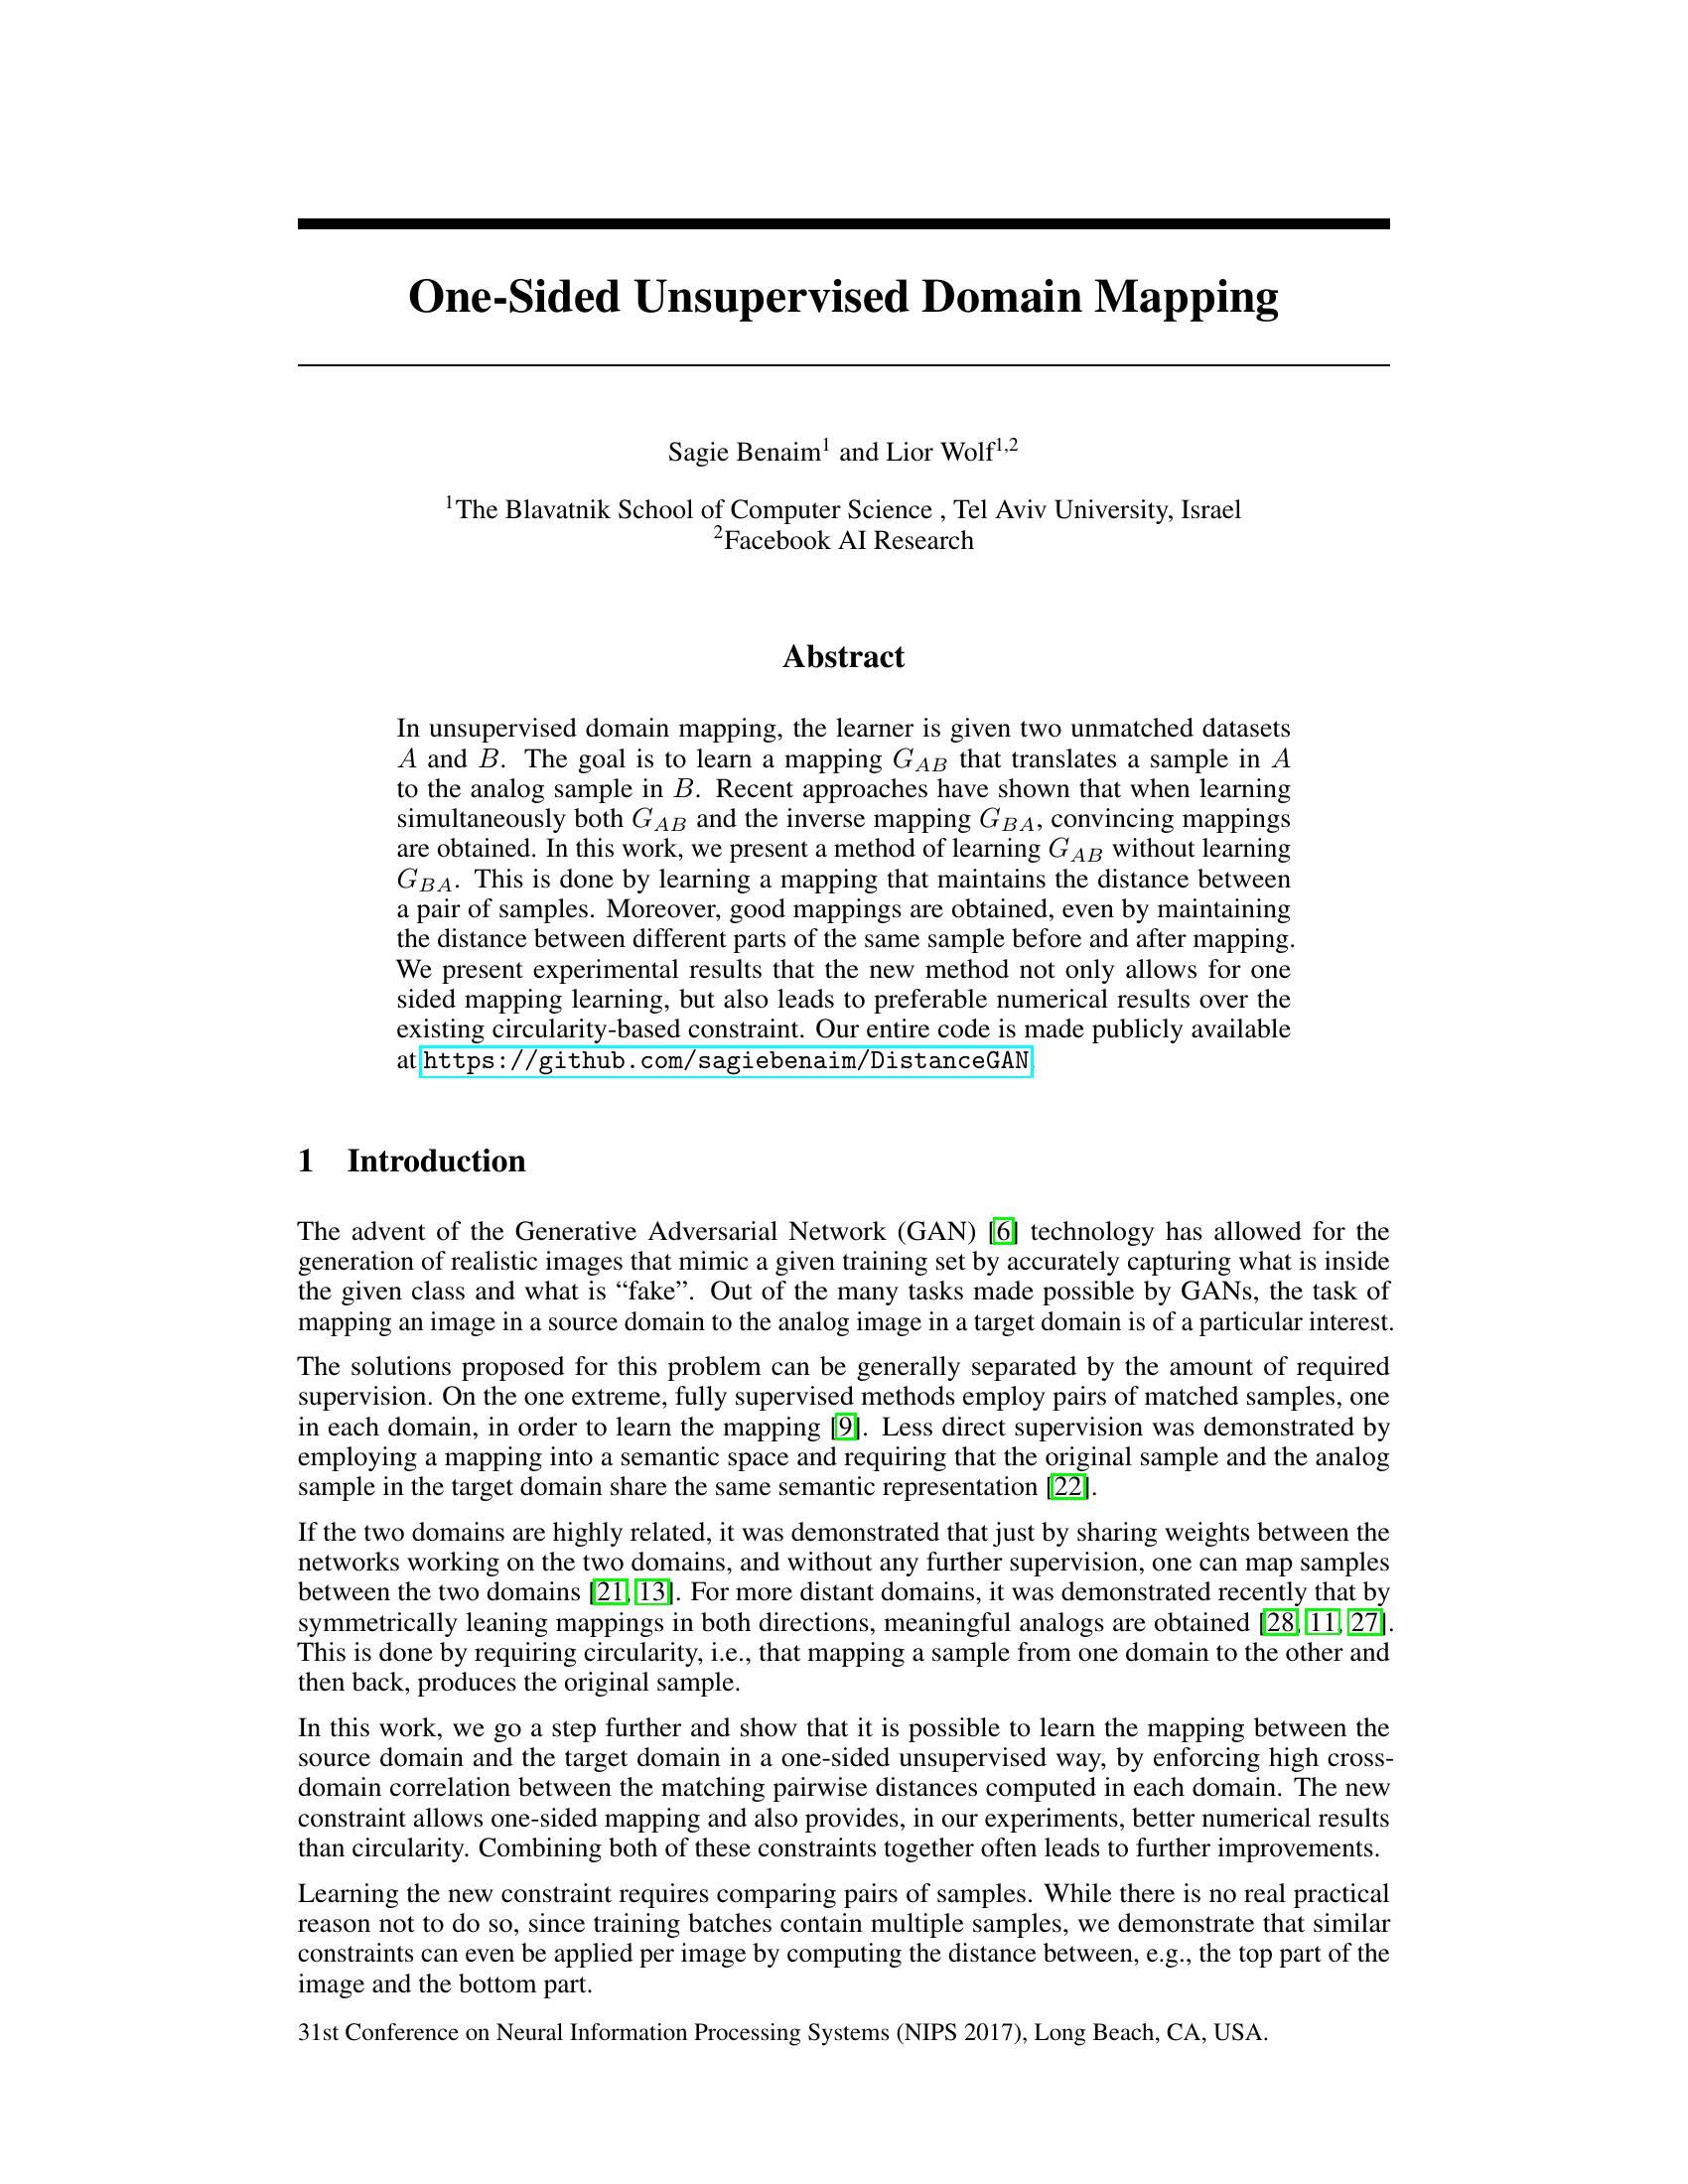 One-Sided Unsupervised Domain Mapping
Sagie Benaim¹ and Lior Wolf¹,²
¹The Blavatnik School of Computer Science , Tel Aviv University, Israel
²Facebook AI Research
Abstract
In unsupervised domain mapping, the learner is given two unmatched datasets
A and B. The goal is to learn a mapping G_AB that translates a sample in A
to the analog sample in B. Recent approaches have shown that when learning
simultaneously both G_AB and the inverse mapping G_BA, convincing mappings
are obtained. In this work, we present a method of learning G_AB without learning
G_BA. This is done by learning a mapping that maintains the distance between
a pair of samples. Moreover, good mappings are obtained, even by maintaining
the distance between different parts of the same sample before and after mapping.
We present experimental results that the new method not only allows for one
sided mapping learning, but also leads to preferable numerical results over the
existing circularity-based constraint. Our entire code is made publicly available
at https://github.com/sagiebenaim/DistanceGAN
1 Introduction
The advent of the Generative Adversarial Network (GAN) [6] technology has allowed for the
generation of realistic images that mimic a given training set by accurately capturing what is inside
the given class and what is “fake”. Out of the many tasks made possible by GANs, the task of
mapping an image in a source domain to the analog image in a target domain is of a particular interest.
The solutions proposed for this problem can be generally separated by the amount of required
supervision. On the one extreme, fully supervised methods employ pairs of matched samples, one
in each domain, in order to learn the mapping [9]. Less direct supervision was demonstrated by
employing a mapping into a semantic space and requiring that the original sample and the analog
sample in the target domain share the same semantic representation [22].
If the two domains are highly related, it was demonstrated that just by sharing weights between the
networks working on the two domains, and without any further supervision, one can map samples
between the two domains [21, 13]. For more distant domains, it was demonstrated recently that by
symmetrically leaning mappings in both directions, meaningful analogs are obtained [28, 11, 27].
This is done by requiring circularity, i.e., that mapping a sample from one domain to the other and
then back, produces the original sample.
In this work, we go a step further and show that it is possible to learn the mapping between the
source domain and the target domain in a one-sided unsupervised way, by enforcing high cross-
domain correlation between the matching pairwise distances computed in each domain. The new
constraint allows one-sided mapping and also provides, in our experiments, better numerical results
than circularity. Combining both of these constraints together often leads to further improvements.
Learning the new constraint requires comparing pairs of samples. While there is no real practical
reason not to do so, since training batches contain multiple samples, we demonstrate that similar
constraints can even be applied per image by computing the distance between, e.g., the top part of the
image and the bottom part.
31st Conference on Neural Information Processing Systems (NIPS 2017), Long Beach, CA, USA.